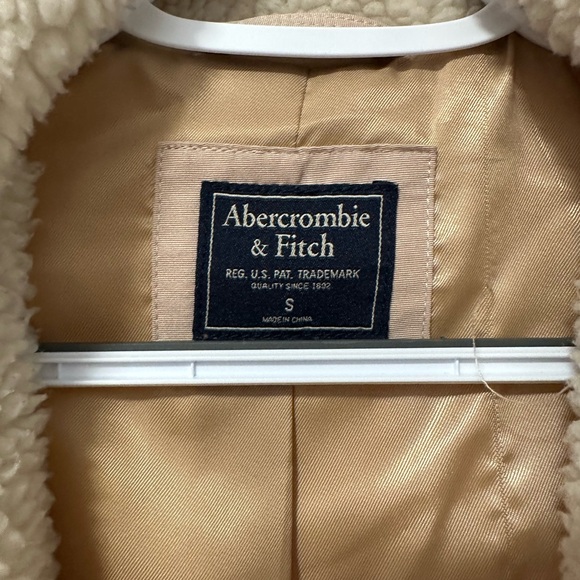 Abercrombie
& Fitch
REG. U.S. PAT. TRADEMARK
QUALITY SINCE 1892
S
MADE IN CHINA